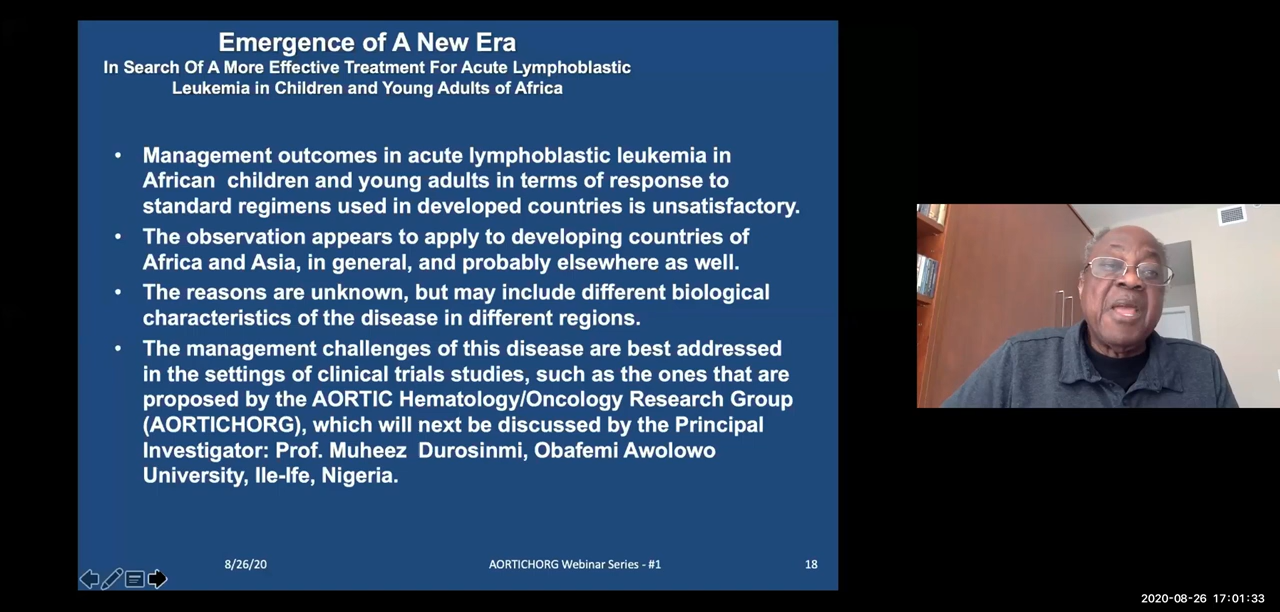 Emergence of A New Era
In Search Of A More Effective Treatment For Acute Lymphoblastic
Leukemia in Children and Young Adults of Africa
• Management outcomes in acute lymphoblastic leukemia in
African children and young adults in terms of response to
standard regimens used in developed countries is unsatisfactory.
• The observation appears to apply to developing countries of
Africa and Asia, in general, and probably elsewhere as well.
• The reasons are unknown, but may include different biological
characteristics of the disease in different regions.
• The management challenges of this disease are best addressed
in the settings of clinical trials studies, such as the ones that are
proposed by the AORTIC Hematology/Oncology Research Group
(AORTICHORG), which will next be discussed by the Principal
Investigator: Prof. Muheez Durosinmi, Obafemi Awolowo
University, Ile-Ife, Nigeria.
8/26/20 AORTICHORG Webinar Series - #1 18
2020-08-26 17:01:33